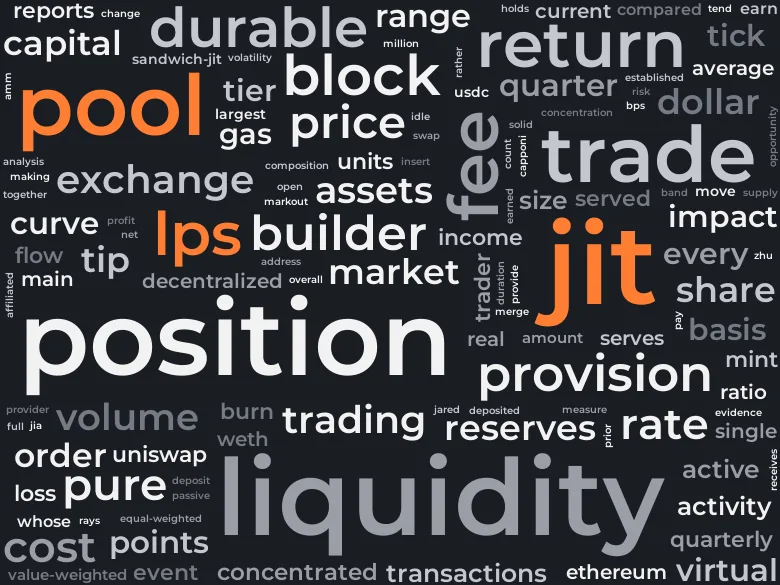 reports change durable range holds current compared tend earn
capital sandwich-jit volatility million rather return tick
amm pool tier block usdc quarter established average
largest gas price idle swap risk bps dollar
concentration opportunity
analysis making together exchange composition units insert fee solid count capponi trade
open markout assets earned size served band move supply
curve profit net lps builder income jit impact
flow tip address market trader duration provide every zhu
affiliated main decentralized overall merge share
position real amount serves pay basis
provision mint
ratio
provider full jia volume burn weth trading jared deposited measure reserves prior rate evidence single
order uniswap liquidity active receives
loss pure deposit passive activity
whose rays equal-weighted quarterly
cost points
value-weighted event concentrated transactions ethereum virtual